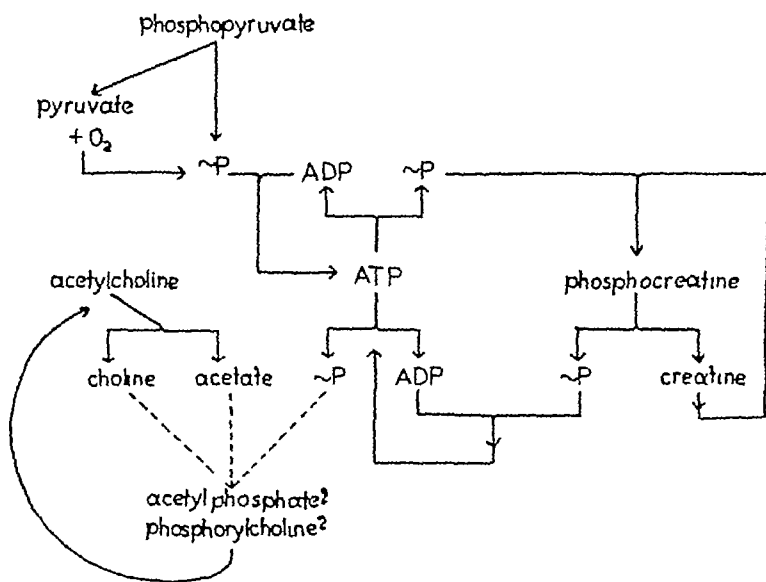 phosphopyruvate
pyruvate
+ O₂
~P
ADP
~P
acetylcholine
ATP
phosphocreatine
choline
acetate
~P
ADP
~P
creatine
acetyl phosphate?
phosphorylcholine?